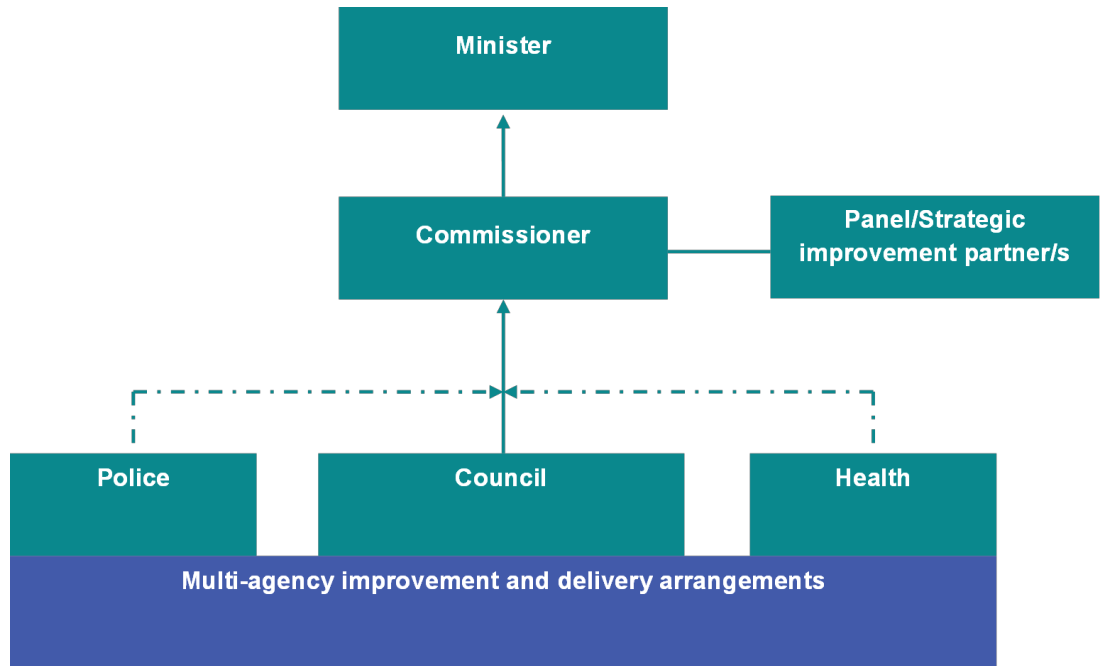 Minister
Commissioner
Panel/Strategic
improvement partner/s
Police
Council
Health
Multi-agency improvement and delivery arrangements